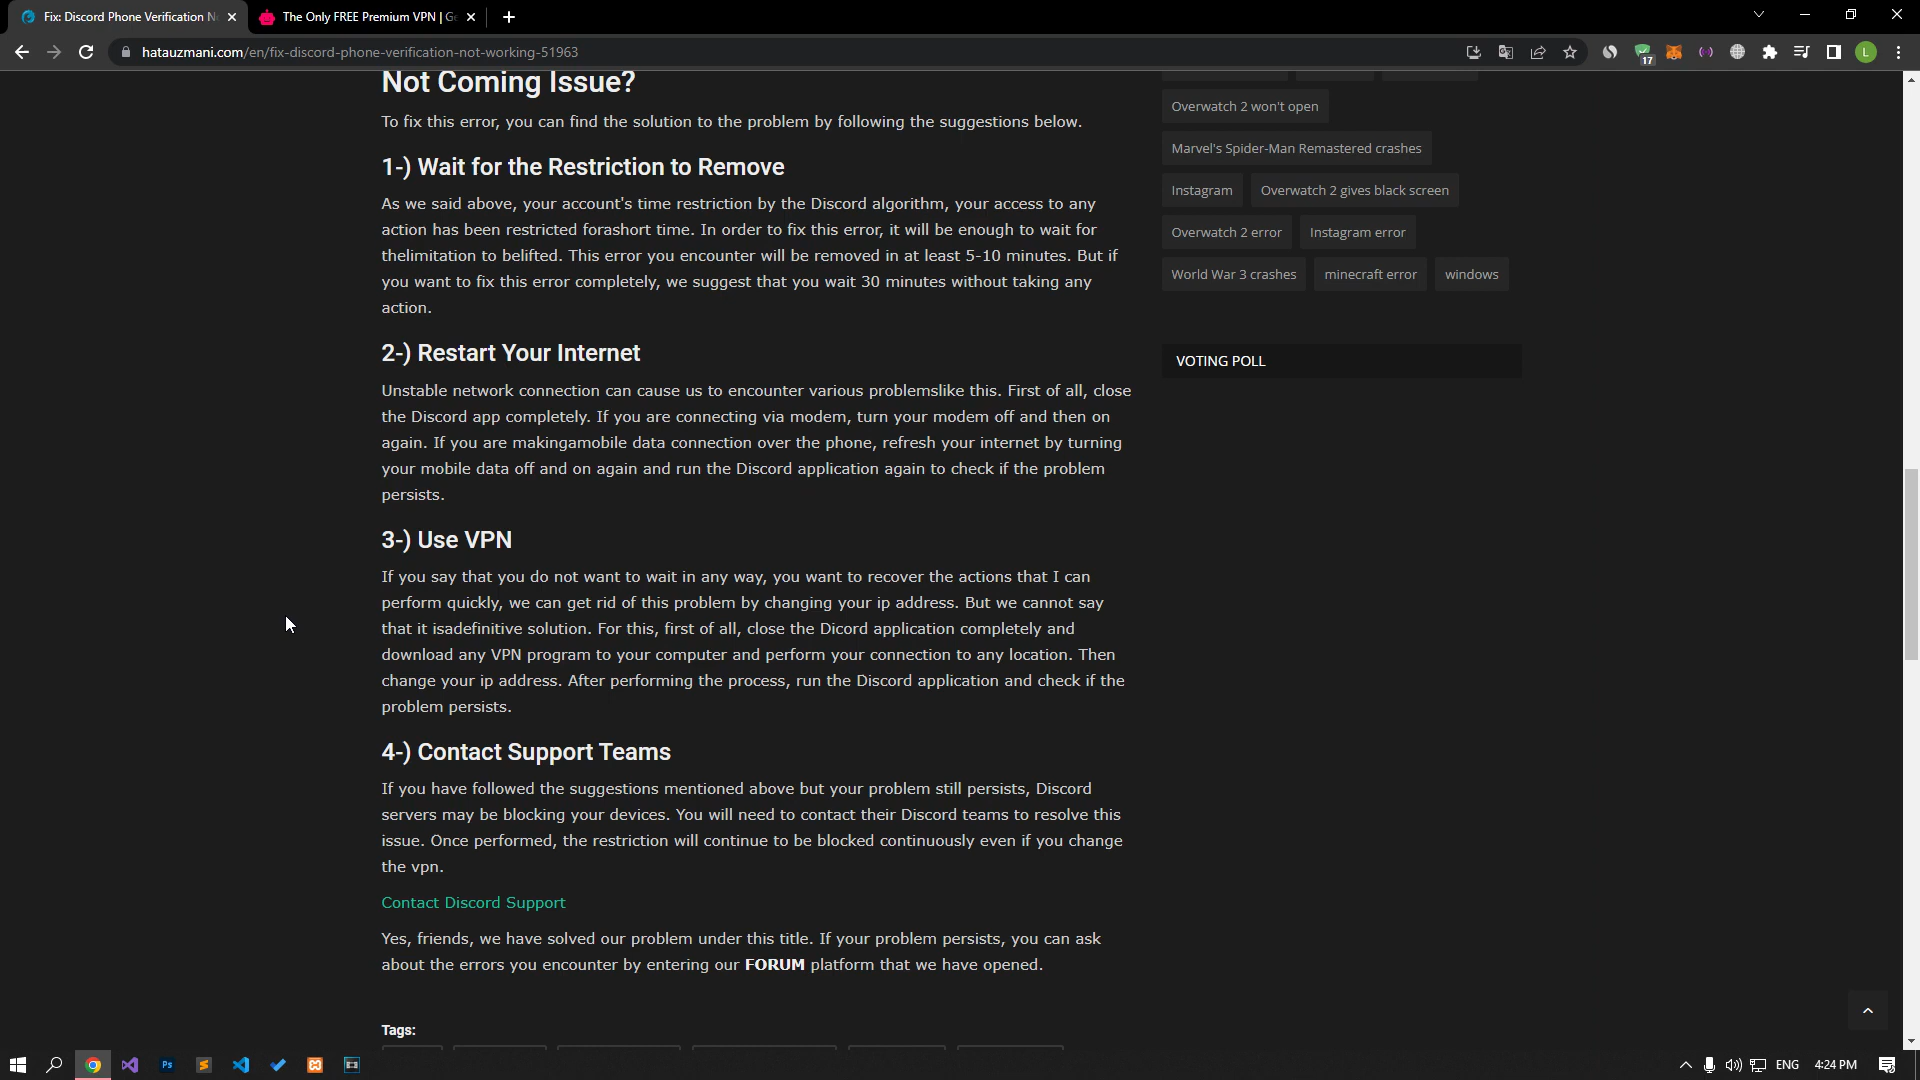 Fix: Discord Phone Verification N
The Only FREE Premium VPN | Ge
hatauzmani.com/en/fix-discord-phone-verification-not-working-51963
17
L
Not Coming Issue?
To fix this error, you can find the solution to the problem by following the suggestions below.
1-) Wait for the Restriction to Remove
As we said above, your account's time restriction by the Discord algorithm, your access to any
action has been restricted forashort time. In order to fix this error, it will be enough to wait for
thelimitation to belifted. This error you encounter will be removed in at least 5-10 minutes. But if
you want to fix this error completely, we suggest that you wait 30 minutes without taking any
action.
2-) Restart Your Internet
Unstable network connection can cause us to encounter various problemslike this. First of all, close
the Discord app completely. If you are connecting via modem, turn your modem off and then on
again. If you are makingamobile data connection over the phone, refresh your internet by turning
your mobile data off and on again and run the Discord application again to check if the problem
persists.
3-) Use VPN
If you say that you do not want to wait in any way, you want to recover the actions that I can
perform quickly, we can get rid of this problem by changing your ip address. But we cannot say
that it isadefinitive solution. For this, first of all, close the Dicord application completely and
download any VPN program to your computer and perform your connection to any location. Then
change your ip address. After performing the process, run the Discord application and check if the
problem persists.
4-) Contact Support Teams
If you have followed the suggestions mentioned above but your problem still persists, Discord
servers may be blocking your devices. You will need to contact their Discord teams to resolve this
issue. Once performed, the restriction will continue to be blocked continuously even if you change
the vpn.
Contact Discord Support
Yes, friends, we have solved our problem under this title. If your problem persists, you can ask
about the errors you encounter by entering our FORUM platform that we have opened.
Tags:
Overwatch 2 won't open
Marvel's Spider-Man Remastered crashes
Instagram
Overwatch 2 gives black screen
Overwatch 2 error
Instagram error
World War 3 crashes
minecraft error
windows
VOTING POLL
Ps
ENG
4:24 PM